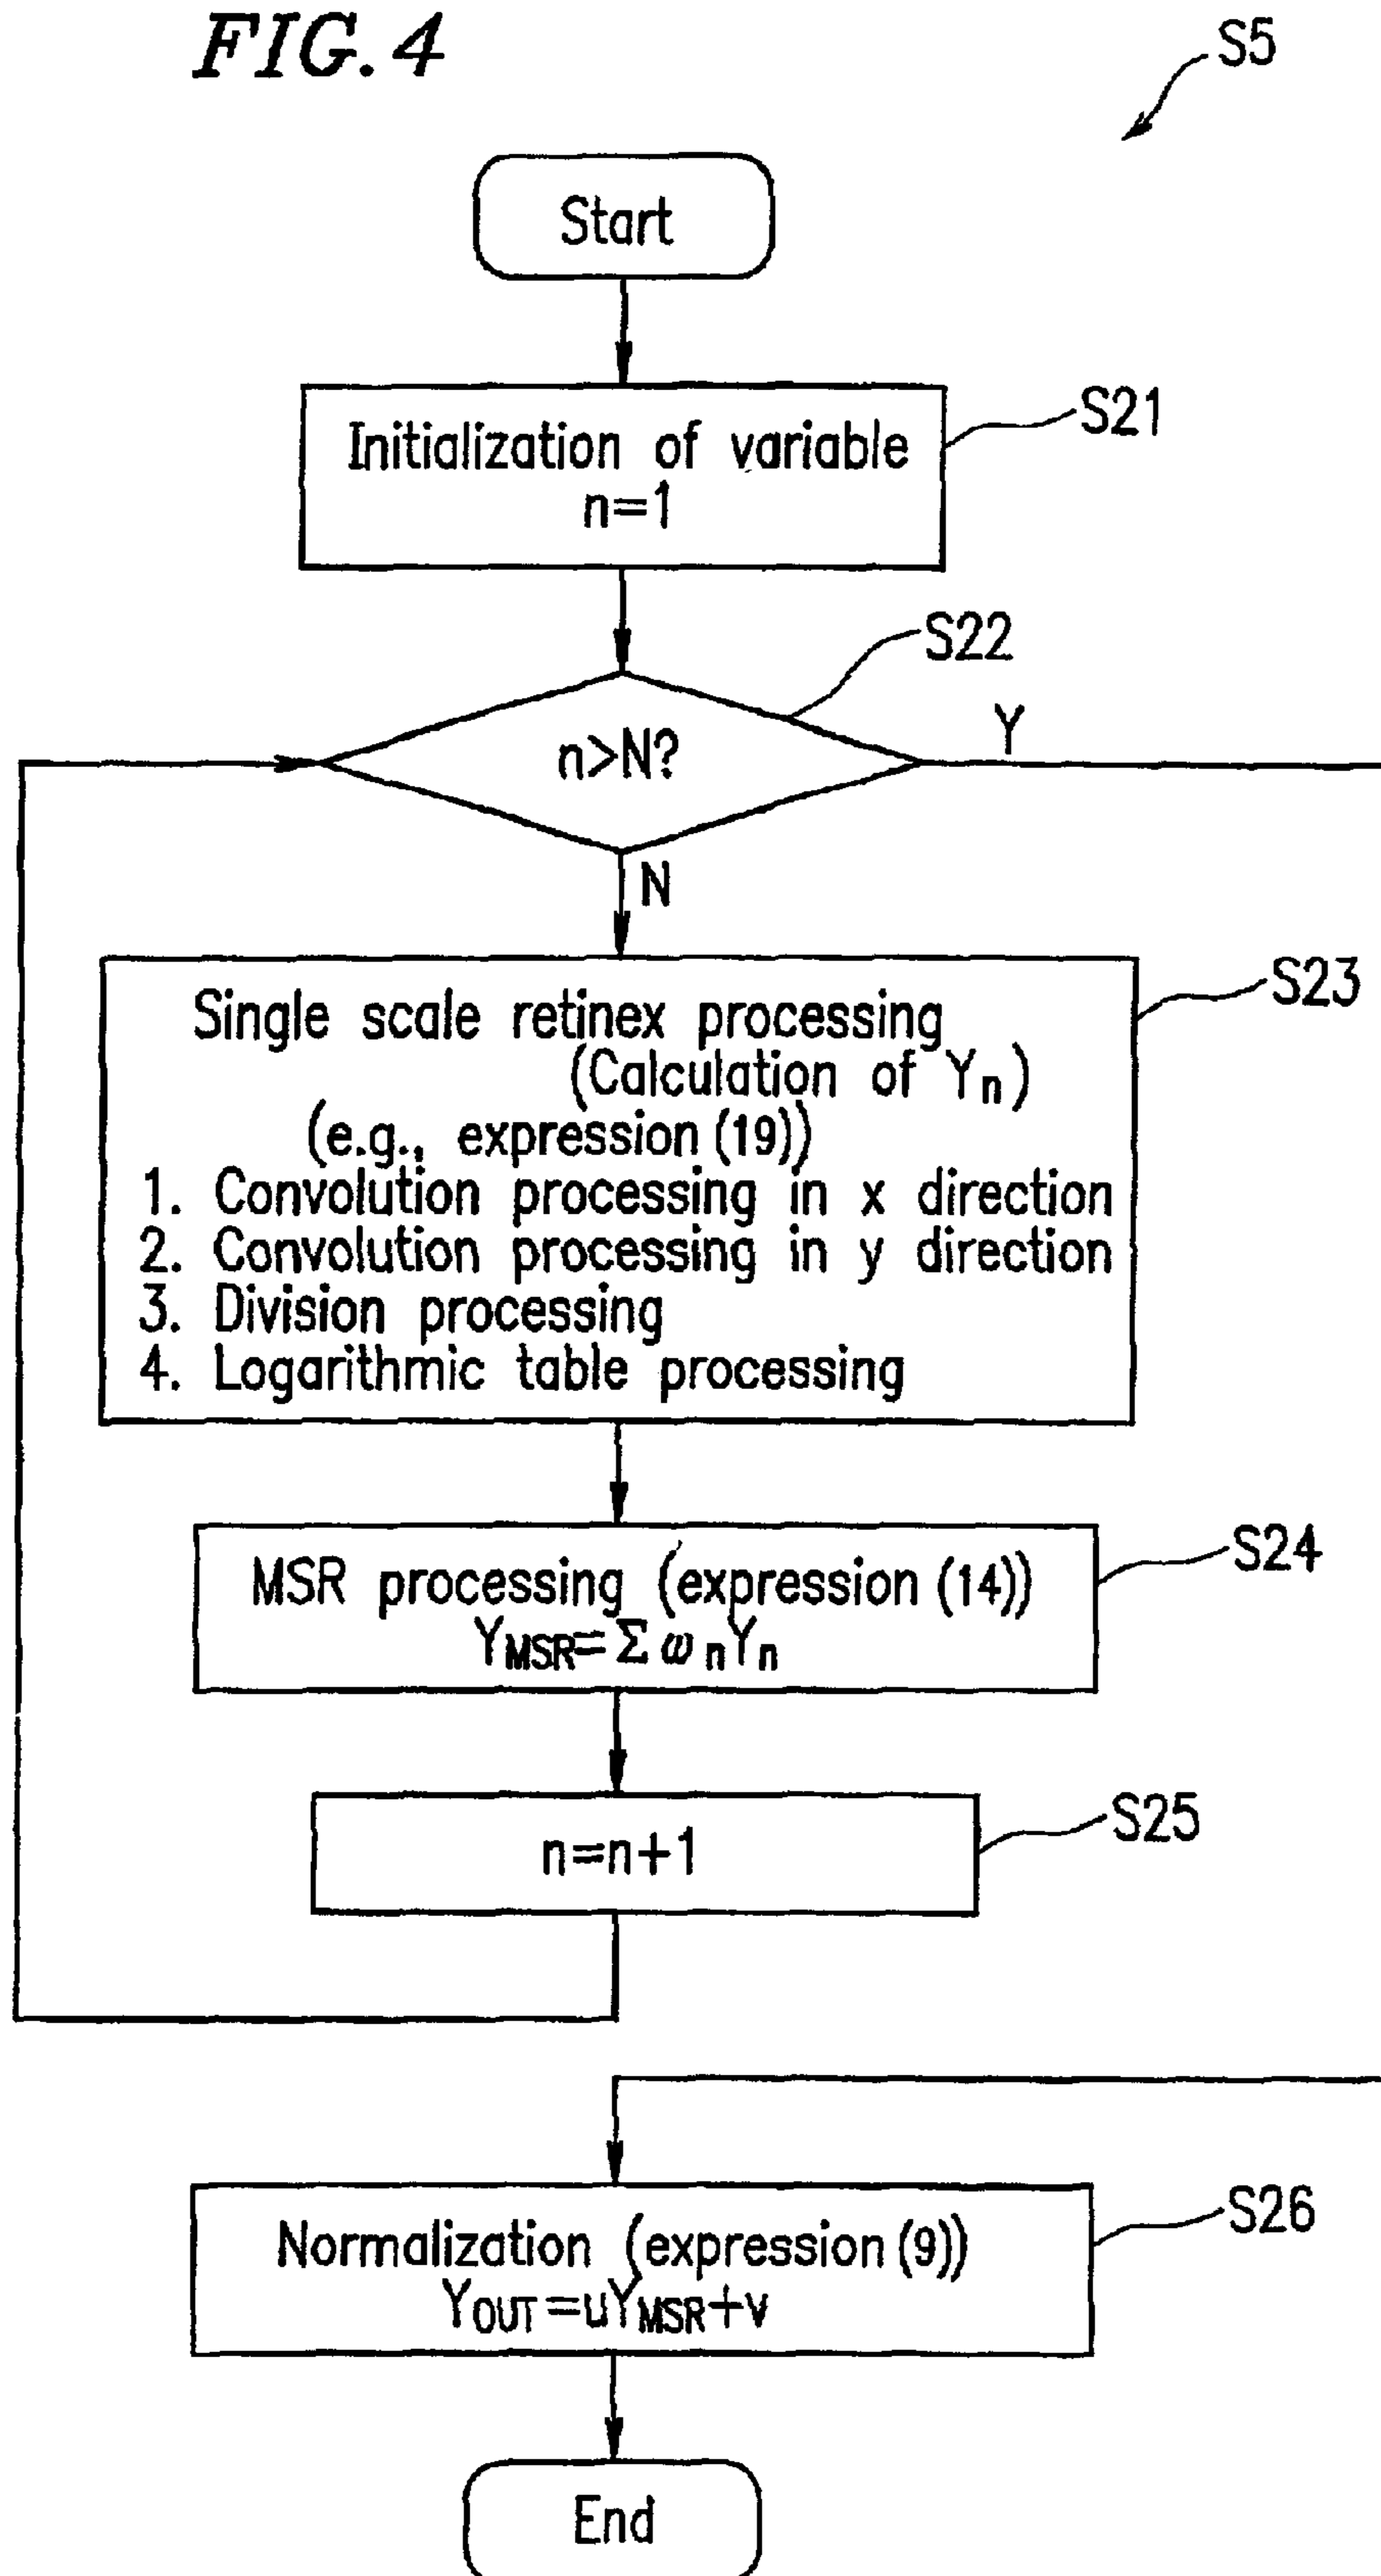 FIG. 4
S5
Start
Initialization of variable
n=1
S21
S22
n>N?
Y
N
S23
Single scale retinex processing
(Calculation of Yn)
(e.g., expression (19))
1. Convolution processing in x direction
2. Convolution processing in y direction
3. Division processing
4. Logarithmic table processing
S24
MSR processing (expression (14))
YMSR=Σ ω n Yn
S25
n=n+1
S26
Normalization (expression (9))
YOUT=uYMSR+v
End